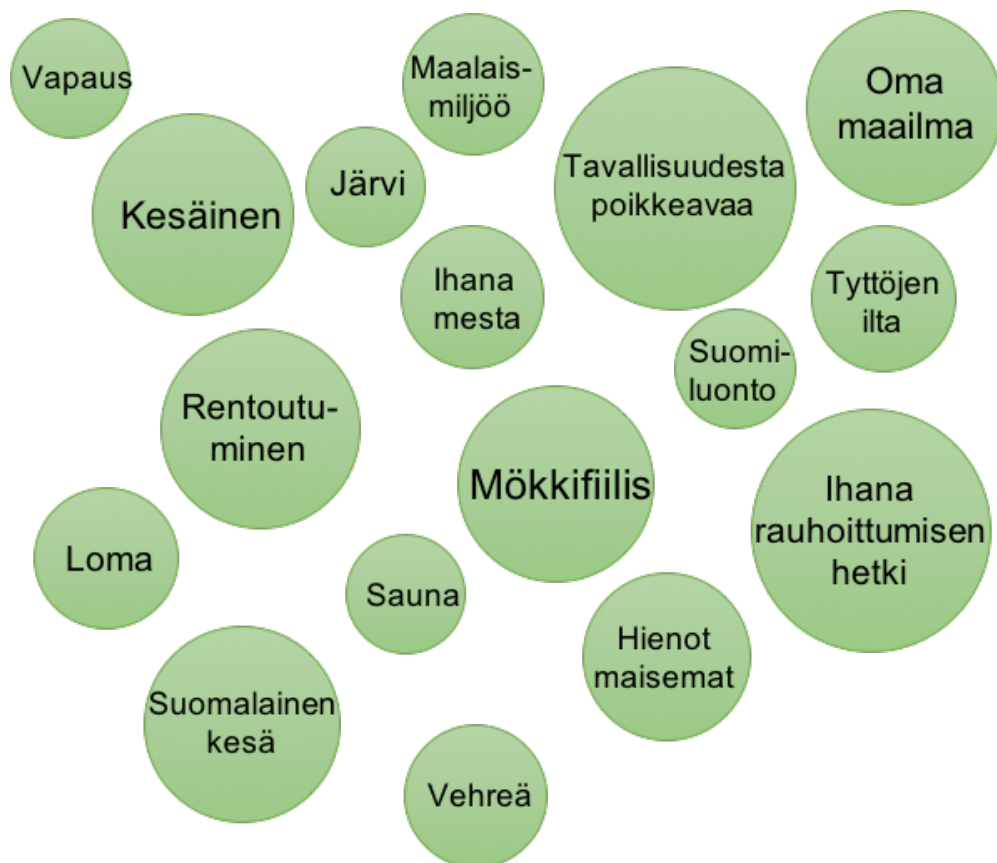 Vapaus
Maalais-
miljöö
Oma
maailma
Kesäinen
Järvi
Tavallisuudesta
poikkeavaa
Ihana
mesta
Tyttöjen
ilta
Suomi-
luonto
Rentoutu-
minen
Mökkifiilis
Ihana
rauhoittumisen
hetki
Loma
Sauna
Hienot
maisemat
Suomalainen
kesä
Vehreä